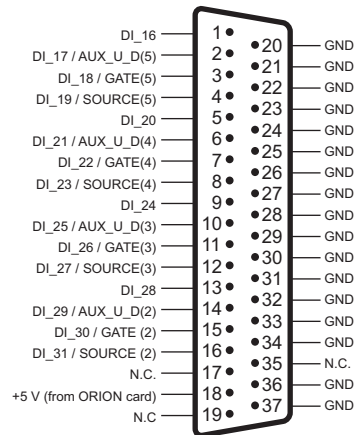 DI_16 1
DI_17 / AUX_U_D(5) 2
DI_18 / GATE(5) 3
DI_19 / SOURCE(5) 4
DI_20 5
DI_21 / AUX_U_D(4) 6
DI_22 / GATE(4) 7
DI_23 / SOURCE(4) 8
DI_24 9
DI_25 / AUX_U_D(3) 10
DI_26 / GATE(3) 11
DI_27 / SOURCE(3) 12
DI_28 13
DI_29 / AUX_U_D(2) 14
DI_30 / GATE (2) 15
DI_31 / SOURCE (2) 16
N.C. 17
+5 V (from ORION card) 18
N.C 19
20 GND
21 GND
22 GND
23 GND
24 GND
25 GND
26 GND
27 GND
28 GND
29 GND
30 GND
31 GND
32 GND
33 GND
34 GND
35 N.C.
36 GND
37 GND